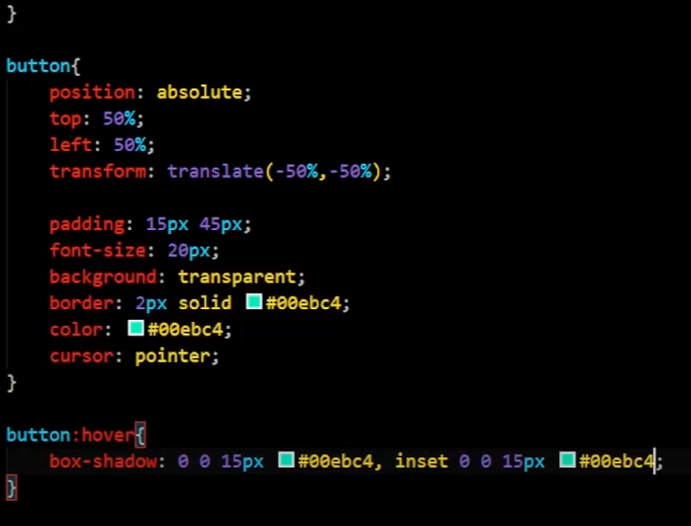 }
button{
position: absolute;
top: 50%;
left: 50%;
transform: translate(-50%,-50%);
padding: 15px 45px;
font-size: 20px;
background: transparent;
border: 2px solid #00ebc4;
color: #00ebc4;
cursor: pointer;
}
button:hover{
box-shadow: 0 0 15px #00ebc4, inset 0 0 15px #00ebc4;
}